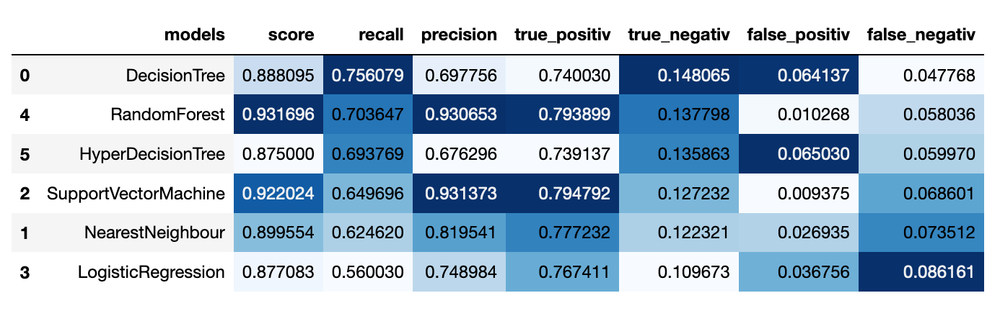 models score recall precision true_positiv true_negativ false_positiv false_negativ
0 DecisionTree 0.888095 0.756079 0.697756 0.740030 0.148065 0.064137 0.047768
4 RandomForest 0.931696 0.703647 0.930653 0.793899 0.137798 0.010268 0.058036
5 HyperDecisionTree 0.875000 0.693769 0.676296 0.739137 0.135863 0.065030 0.059970
2 SupportVectorMachine 0.922024 0.649696 0.931373 0.794792 0.127232 0.009375 0.068601
1 NearestNeighbour 0.899554 0.624620 0.819541 0.777232 0.122321 0.026935 0.073512
3 LogisticRegression 0.877083 0.560030 0.748984 0.767411 0.109673 0.036756 0.086161